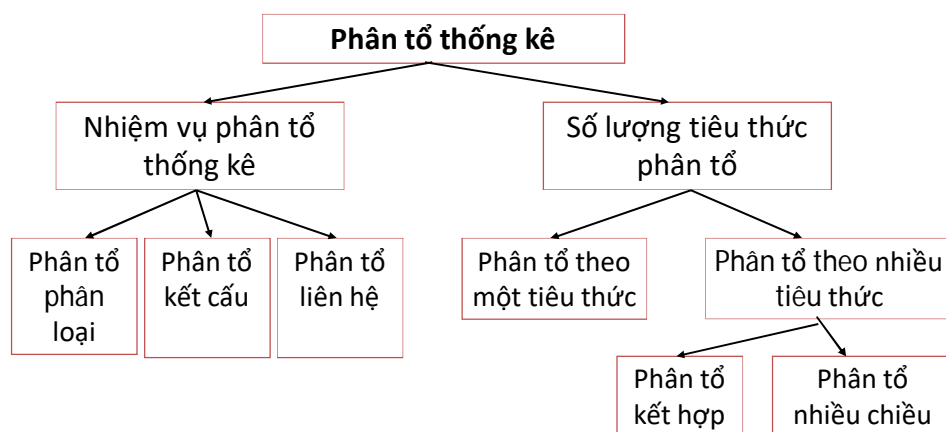 Phân tổ thống kê
Nhiệm vụ phân tổ
thống kê
Số lượng tiêu thức
phân tổ
Phân tổ
phân
loại
Phân tổ
kết cấu
Phân tổ
liên hệ
Phân tổ theo
một tiêu thức
Phân tổ theo nhiều
tiêu thức
Phân tổ
kết hợp
Phân tổ
nhiều chiều